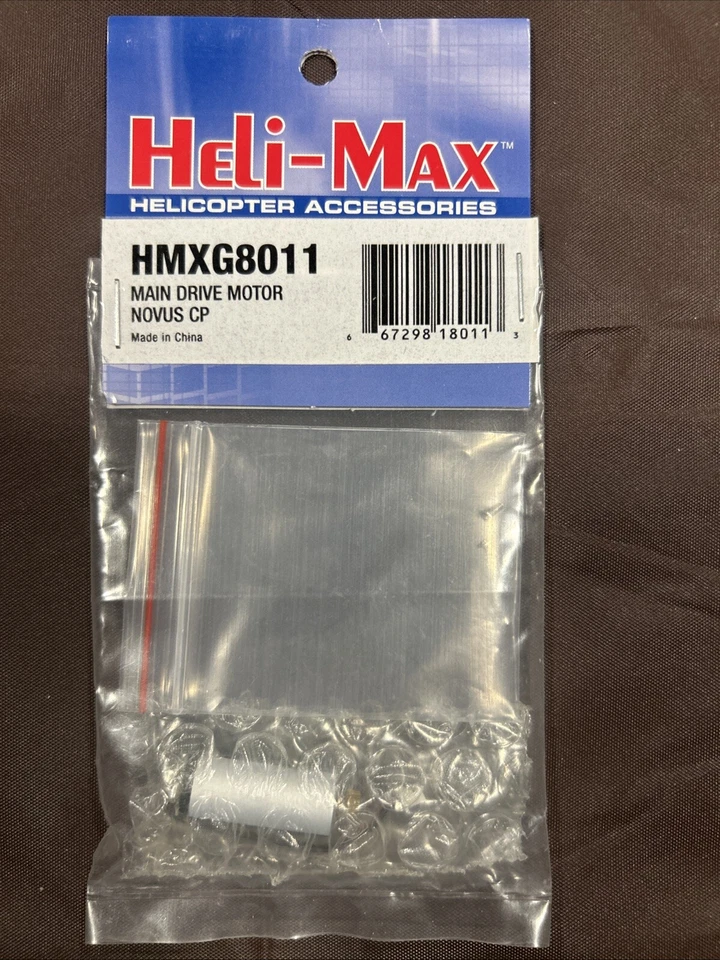 HELI-MAX™
HELICOPTER ACCESSORIES
HMXG8011
MAIN DRIVE MOTOR
NOVUS CP
Made in China
6 67298 18011 3